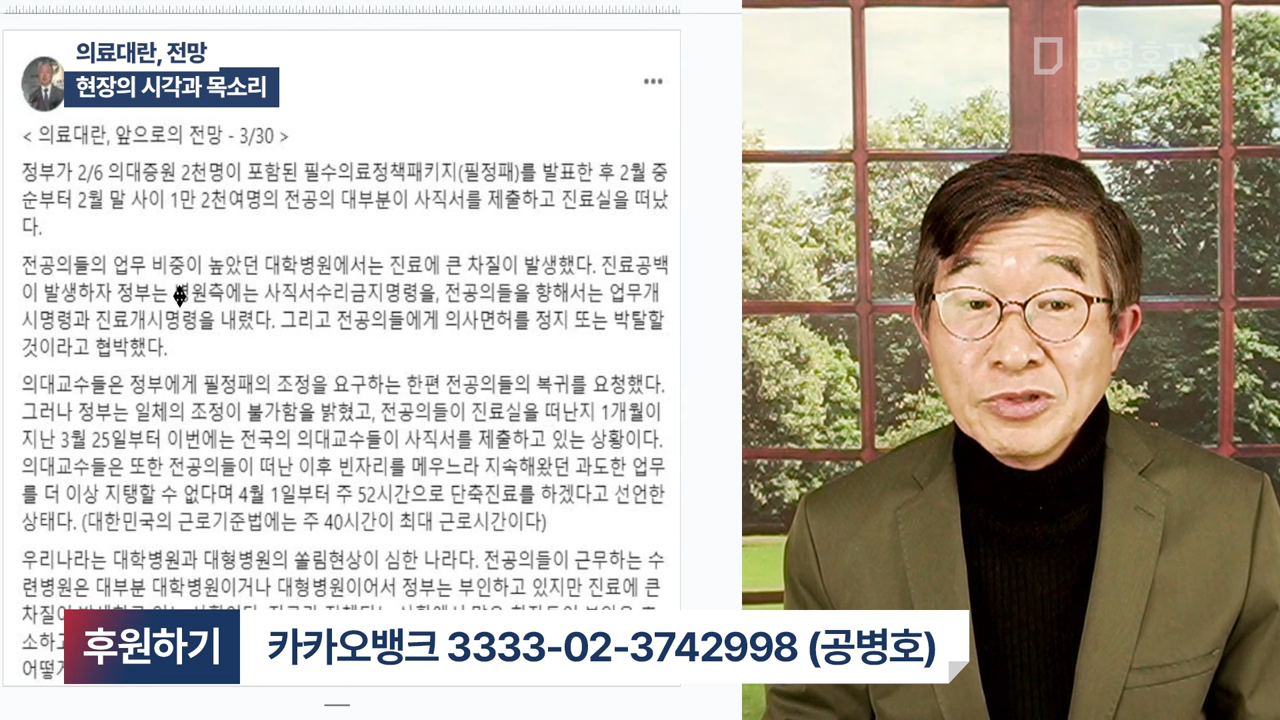 의료대란, 전망
현장의 시각과 목소리
공병호TV
< 의료대란, 앞으로의 전망 - 3/30 >
정부가 2/6 의대증원 2천명이 포함된 필수의료정책패키지(필정패)를 발표한 후 2월 중
순부터 2월 말 사이 1만 2천여명의 전공의 대부분이 사직서를 제출하고 진료실을 떠났
다.
전공의들의 업무 비중이 높았던 대학병원에서는 진료에 큰 차질이 발생했다. 진료공백
이 발생하자 정부는 병원측에는 사직서수리금지명령을, 전공의들을 향해서는 업무개
시명령과 진료개시명령을 내렸다. 그리고 전공의들에게 의사면허를 정지 또는 박탈할
것이라고 협박했다.
의대교수들은 정부에게 필정패의 조정을 요구하는 한편 전공의들의 복귀를 요청했다.
그러나 정부는 일체의 조정이 불가함을 밝혔고, 전공의들이 진료실을 떠난지 1개월이
지난 3월 25일부터 이번에는 전국의 의대교수들이 사직서를 제출하고 있는 상황이다.
의대교수들은 또한 전공의들이 떠난 이후 빈자리를 메우느라 지속해왔던 과도한 업무
를 더 이상 지탱할 수 없다며 4월 1일부터 주 52시간으로 단축진료를 하겠다고 선언한
상태다. (대한민국의 근로기준법에는 주 40시간이 최대 근로시간이다)
우리나라는 대학병원과 대형병원의 쏠림현상이 심한 나라다. 전공의들이 근무하는 수
련병원은 대부분 대학병원이거나 대형병원이어서 정부는 부인하고 있지만 진료에 큰
후원하기 카카오뱅크 3333-02-3742998 (공병호)